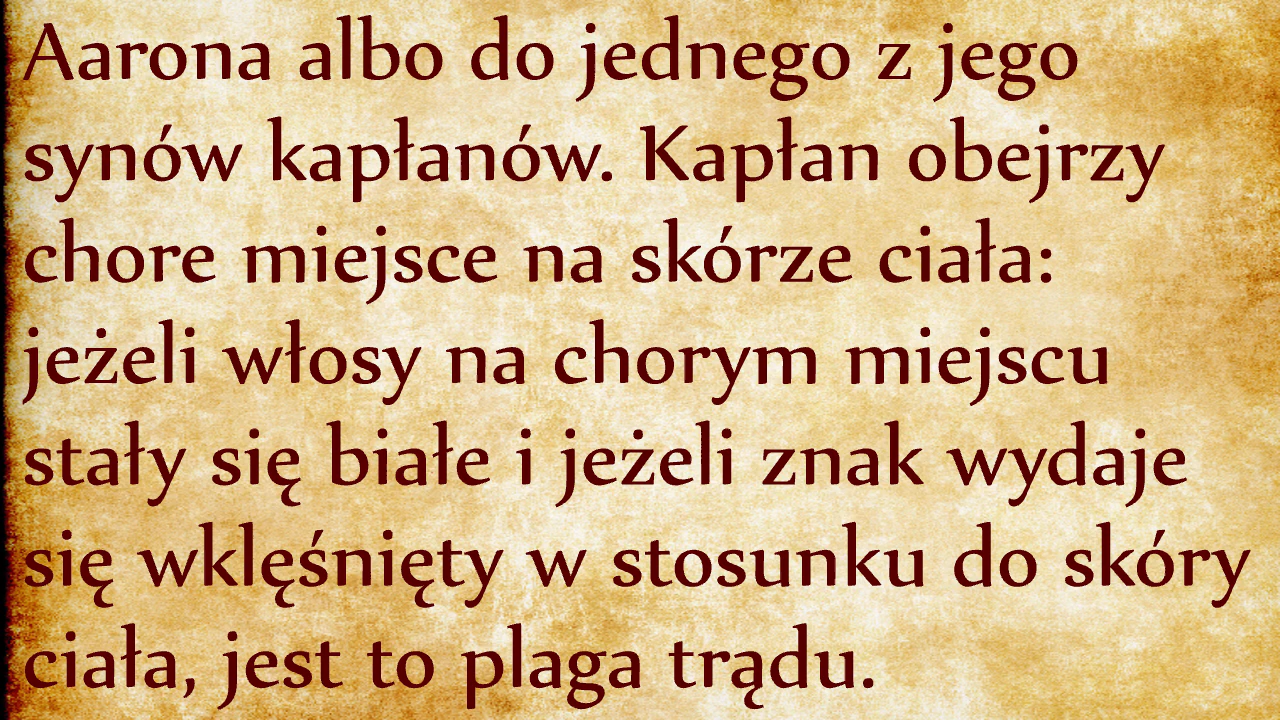 Aarona albo do jednego z jego
synów kapłanów. Kapłan obejrzy
chore miejsce na skórze ciała:
jeżeli włosy na chorym miejscu
stały się białe i jeżeli znak wydaje
się wklęśnięty w stosunku do skóry
ciała, jest to plaga trądu.